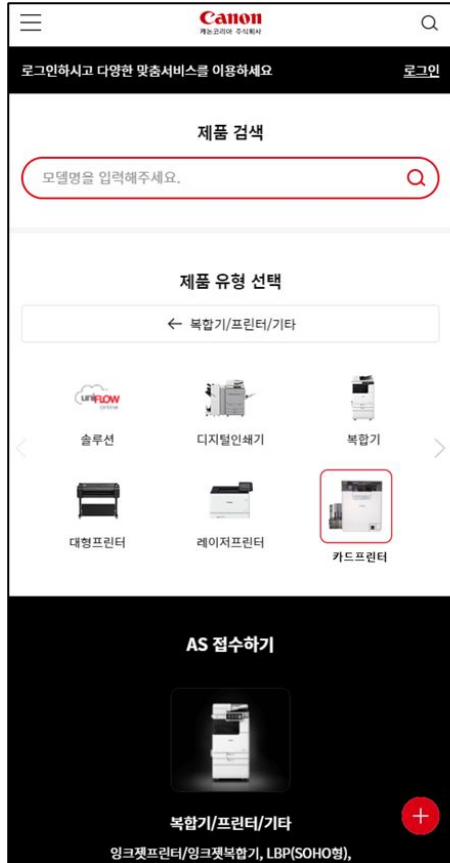 Canon
캐논코리아 주식회사
로그인하시고 다양한 맞춤서비스를 이용하세요 로그인
제품 검색
모델명을 입력해주세요.
제품 유형 선택
← 복합기/프린터/기타
uniFLOW
online
솔루션 디지털인쇄기 복합기
대형프린터 레이저프린터 카드프린터
AS 접수하기
복합기/프린터/기타
잉크젯프린터/잉크젯복합기, LBP(SOHO형),